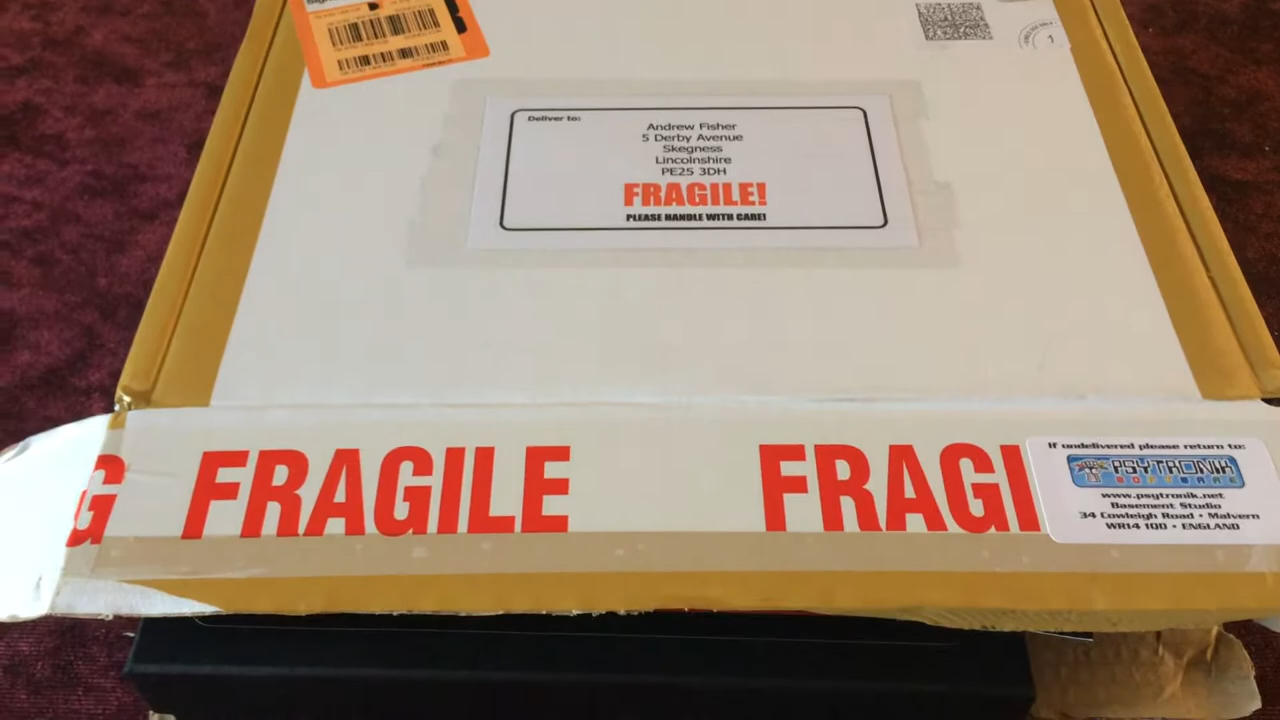 Deliver to:
Andrew Fisher
5 Derby Avenue
Skegness
Lincolnshire
PE25 3DH
FRAGILE!
PLEASE HANDLE WITH CARE!
G FRAGILE FRAGI
If undelivered please return to:
PSYTRONIK
SOFTWARE
www.psytronik.net
Basement Studio
34 Cowleigh Road • Malvern
WR14 1QD • ENGLAND